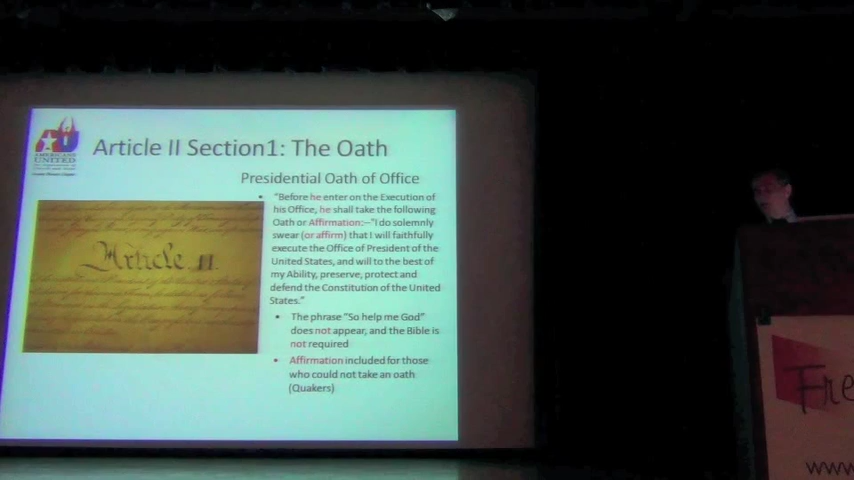 AMERICANS
UNITED
Article II Section1: The Oath
Presidential Oath of Office
• "Before he enter on the Execution of
his Office, he shall take the following
Oath or Affirmation:–"I do solemnly
swear (or affirm) that I will faithfully
execute the Office of President of the
United States, and will to the best of
my Ability, preserve, protect and
defend the Constitution of the United
States."
• The phrase "So help me God"
does not appear, and the Bible is
not required
• Affirmation included for those
who could not take an oath
(Quakers)
Article II.
Fre
www